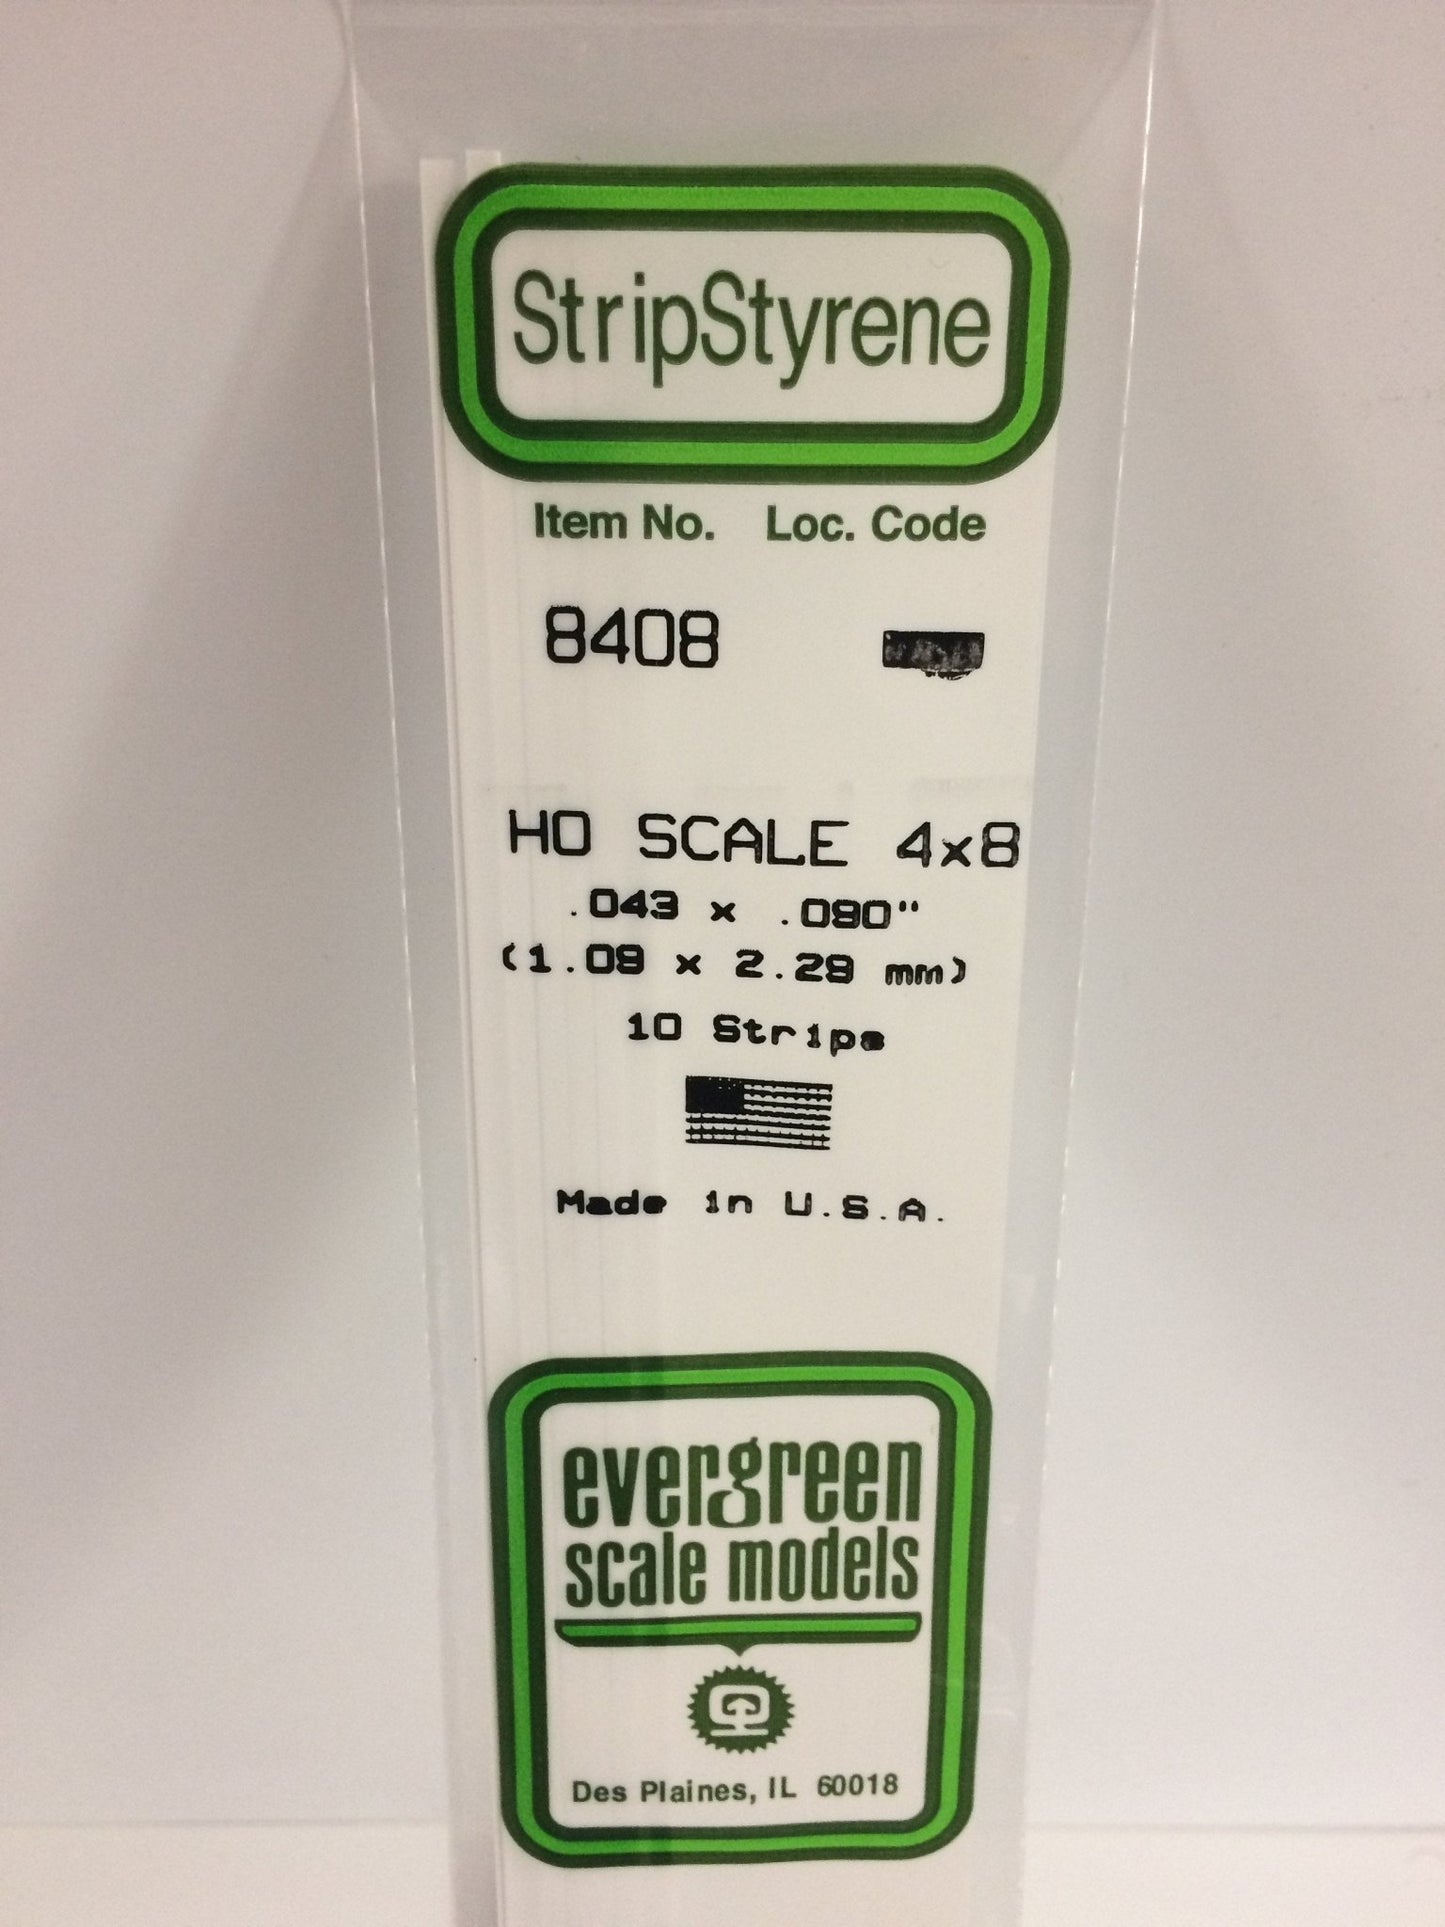 StripStyrene
Item No. Loc. Code
8408
HO SCALE 4x8
.043 x .090"
(1.09 x 2.29 mm)
10 Strips
Made in U.S.A.
evergreen
scale models
Des Plaines, IL 60018